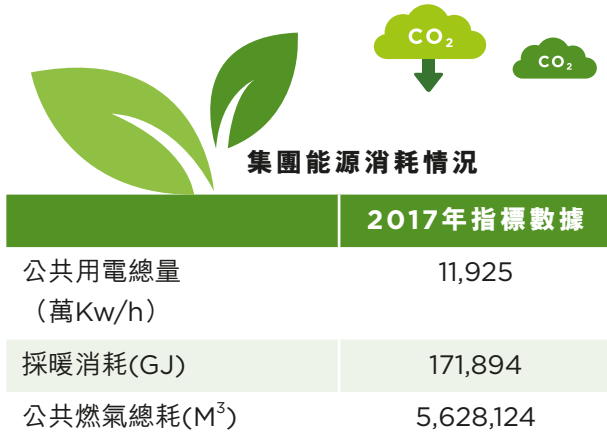 CO₂
CO₂
集團能源消耗情況
2017年指標數據
公共用電總量 11,925
（萬Kw/h）
採暖消耗(GJ) 171,894
公共燃氣總耗(M³) 5,628,124